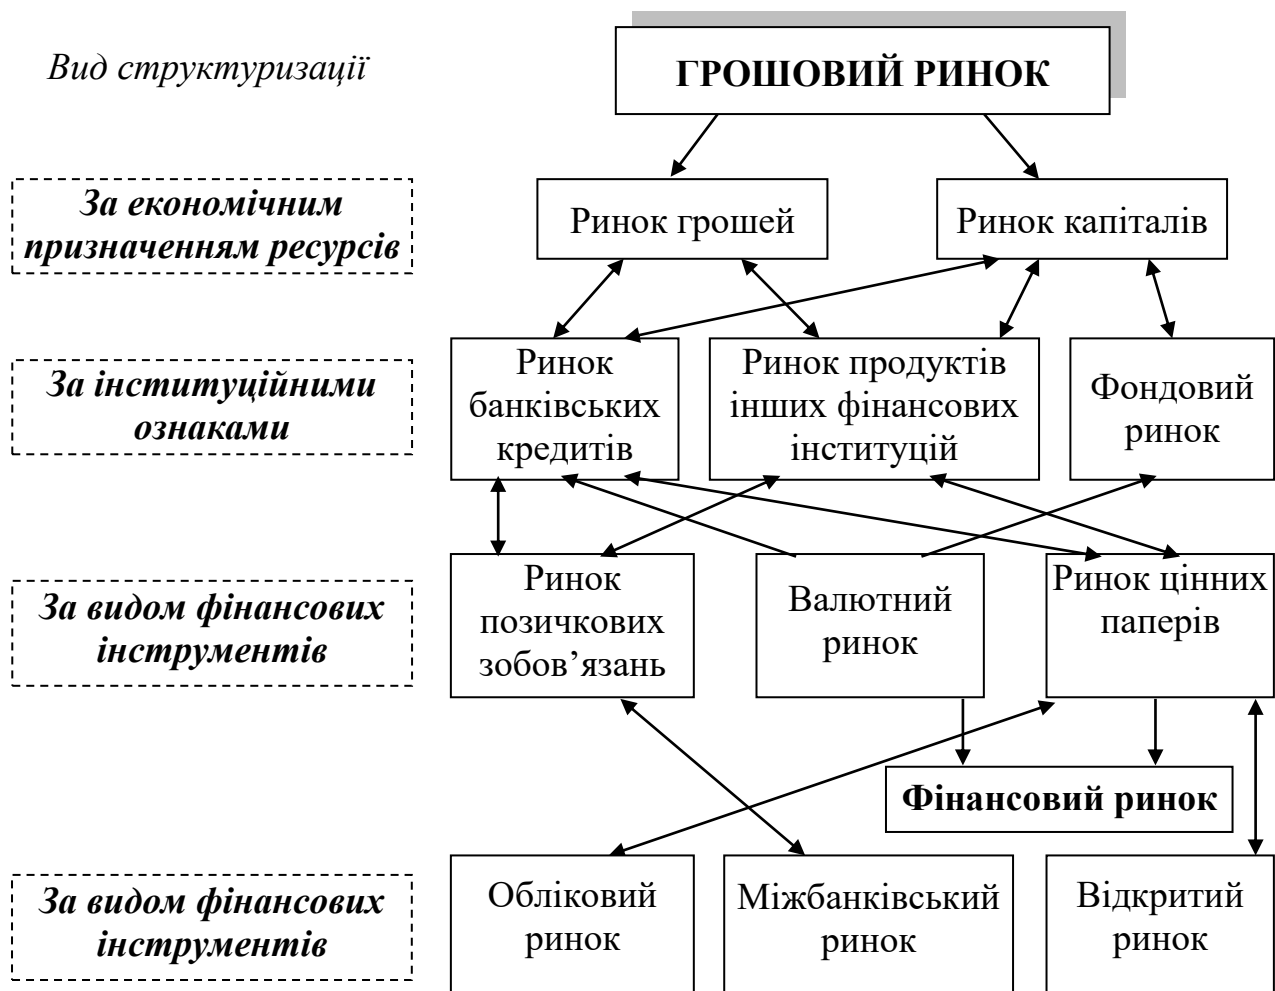 Вид структуризації
ГРОШОВИЙ РИНОК
За економічним
призначенням ресурсів
Ринок грошей
Ринок капіталів
За інституційними
ознаками
Ринок
банківських
кредитів
Ринок продуктів
інших фінансових
інституцій
Фондовий
ринок
За видом фінансових
інструментів
Ринок
позичкових
зобов’язань
Валютний
ринок
Ринок цінних
паперів
Фінансовий ринок
За видом фінансових
інструментів
Обліковий
ринок
Міжбанківський
ринок
Відкритий
ринок